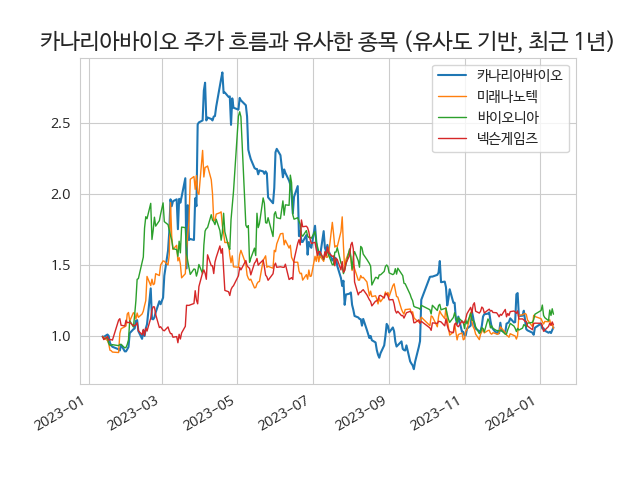 카나리아바이오 주가 흐름과 유사한 종목 (유사도 기반, 최근 1년)
카나리아바이오
미래나노텍
바이오니아
넥슨게임즈
2.5
2.0
1.5
1.0
2023-01
2023-03
2023-05
2023-07
2023-09
2023-11
2024-01